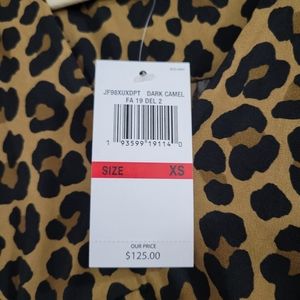 JF98XUXDPT DARK CAMEL
FA 19 DEL 2
1 93599 19114 0
SIZE XS
OUR PRICE
$125.00